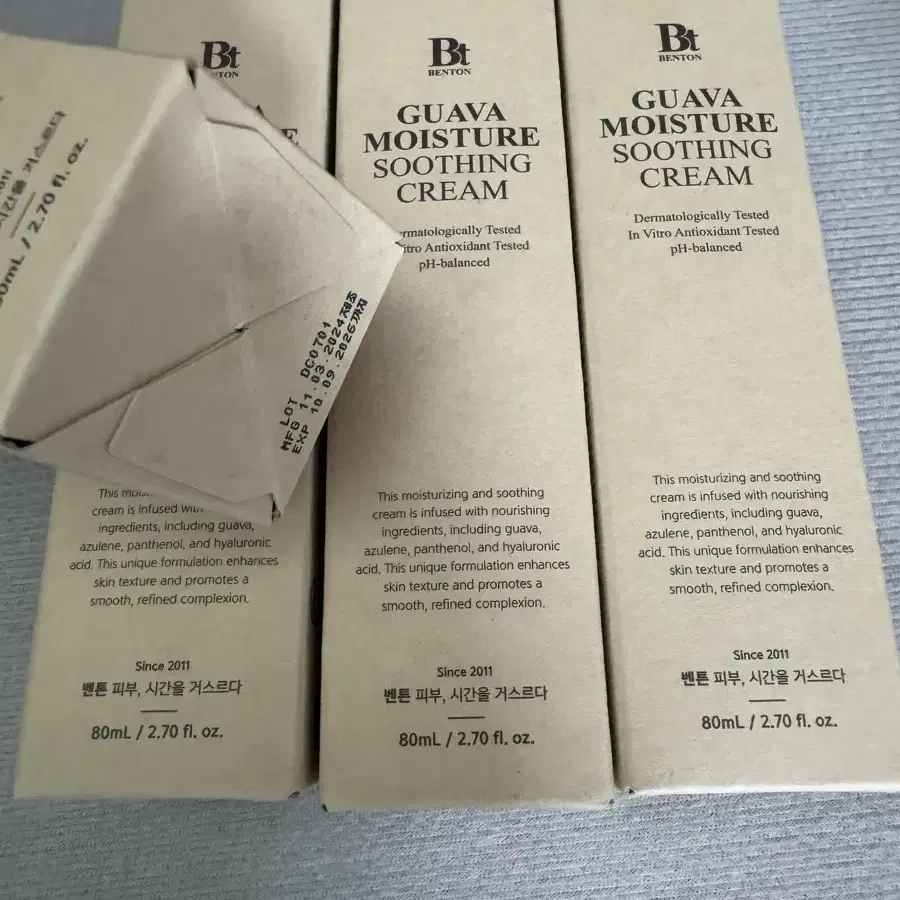 Bt
BENTON
GUAVA
MOISTURE
SOOTHING
CREAM
Dermatologically Tested
In Vitro Antioxidant Tested
pH-balanced
This moisturizing and soothing
cream is infused with nourishing
ingredients, including guava,
azulene, panthenol, and hyaluronic
acid. This unique formulation enhances
skin texture and promotes a
smooth, refined complexion.
Since 2011
벤튼 피부, 시간을 거스르다
80mL / 2.70 fl. oz.
Bt
BENTON
GUAVA
MOISTURE
SOOTHING
CREAM
Tested
Antioxidant Tested
pH-balanced
This moisturizing and soothing
cream is infused with nourishing
ingredients, including guava,
azulene, panthenol, and hyaluronic
acid. This unique formulation enhances
skin texture and promotes a
smooth, refined complexion.
Since 2011
벤튼 피부, 시간을 거스르다
80mL / 2.70 fl. oz.
Bt
This
cream is infused
ingredients, including guava,
azulene, panthenol, and hyaluronic
acid. This unique formulation enhances
skin texture and promotes a
smooth, refined complexion.
Since 2011
벤튼 피부, 시간을 거스르다
80mL / 2.70 fl. oz.
거스르다
/ 2.70 fl. oz.
LOT DC0704
MFG 11.03.2024제조
EXP 10.09.2026까지